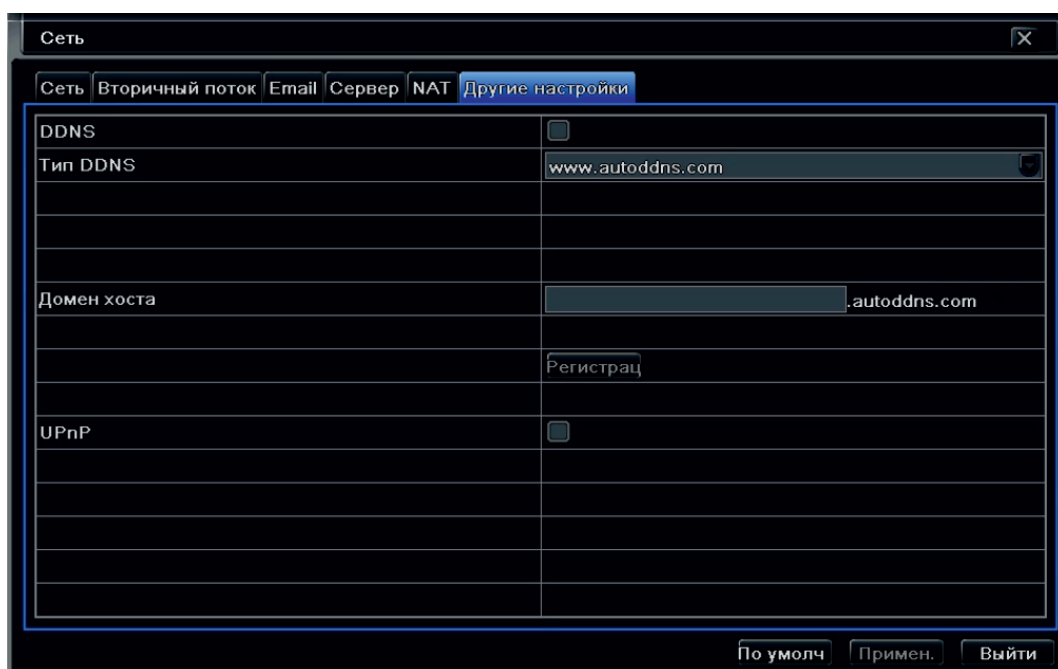 Сеть
Сеть Вторичный поток Email Сервер NAT Другие настройки
DDNS
Тип DDNS www.autoddns.com
Домен хоста .autoddns.com
Регистрац
UPnP
По умолч Примен. Выйти